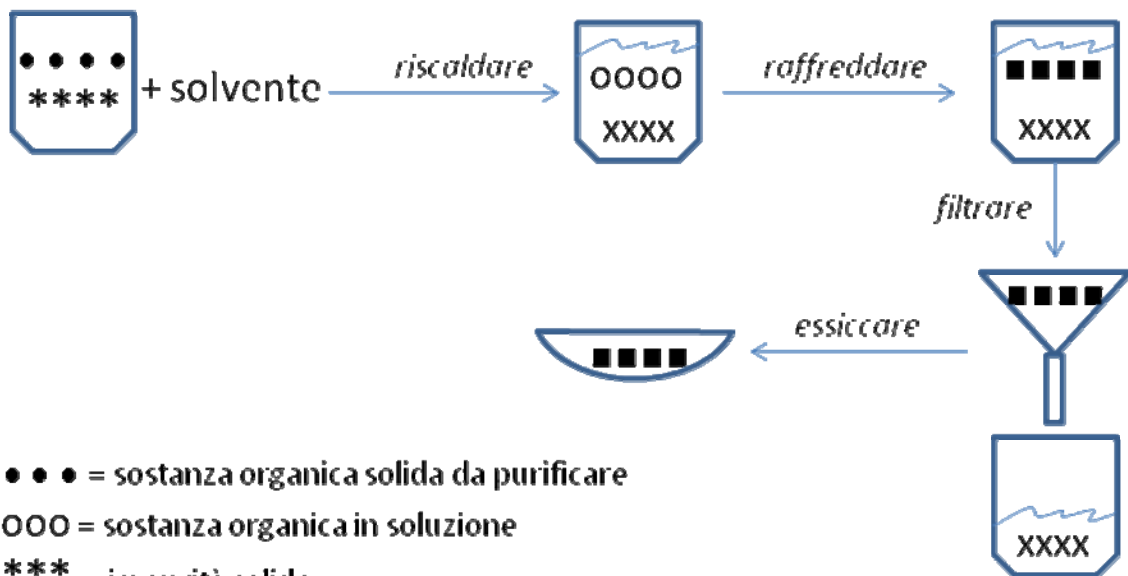 ● ● ● ●
**** + solvente
riscaldare
OOOO
XXXX
raffreddare
■■■■
XXXX
filtrare
■■■■
essiccare
■■■■
XXXX
● ● ● = sostanza organica solida da purificare
OOO = sostanza organica in soluzione
***